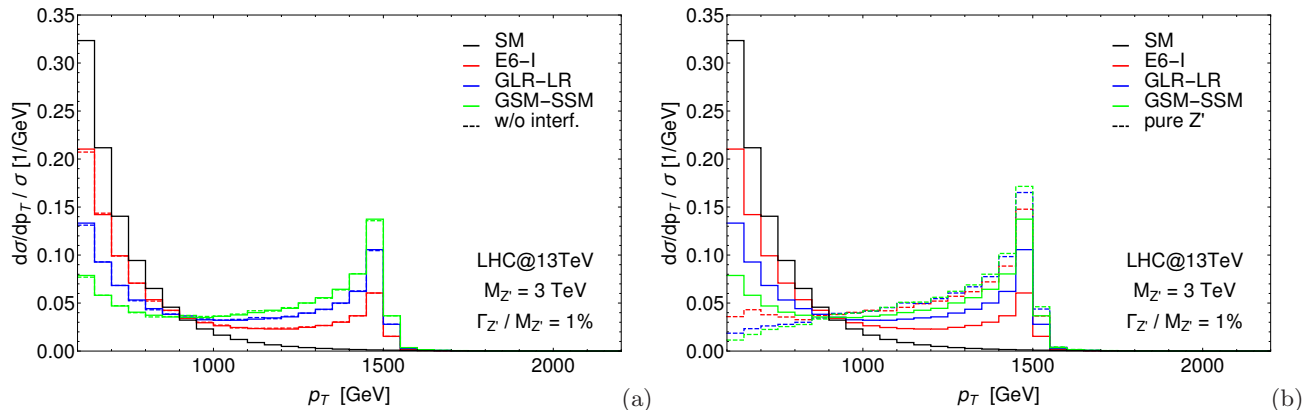 0.35
0.30
0.25
0.20
0.15
0.10
0.05
0.00
dσ/dp_T / σ [1/GeV]
SM
E6-I
GLR-LR
GSM-SSM
w/o interf.
LHC@13TeV
M_Z' = 3 TeV
Γ_Z' / M_Z' = 1%
1000
1500
2000
p_T [GeV]
(a)
0.35
0.30
0.25
0.20
0.15
0.10
0.05
0.00
dσ/dp_T / σ [1/GeV]
SM
E6-I
GLR-LR
GSM-SSM
pure Z'
LHC@13TeV
M_Z' = 3 TeV
Γ_Z' / M_Z' = 1%
1000
1500
2000
p_T [GeV]
(b)